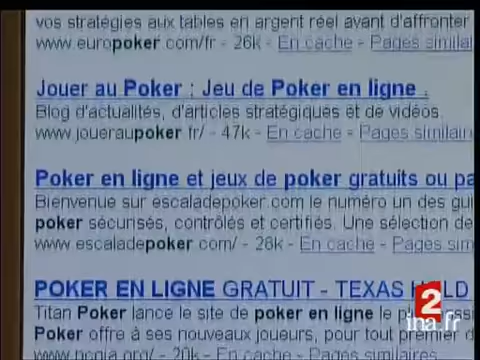 vos stratégies aux tables en argent réel avant d'affronter
www.europoker.com/fr - 26k - En cache - Pages similai
Jouer au Poker : Jeu de Poker en ligne .
Blog d'actualités, d'articles stratégiques et de vidéos.
www.joueraupoker.fr/ - 47k - En cache - Pages similaire
Poker en ligne et jeux de poker gratuits ou pa
Bienvenue sur escaladepoker.com le numéro un des gui
poker sécurisés, contrôlés et certifiés. Une sélection de
www.escaladepoker.com/ - 26k - En cache - Pages sim
POKER EN LIGNE GRATUIT - TEXAS HOLD
Titan Poker lance le site de poker en ligne le
Poker offre à ses nouveaux joueurs, pour tout premier
20k - En cache - Pages similaires
2
ina.fr